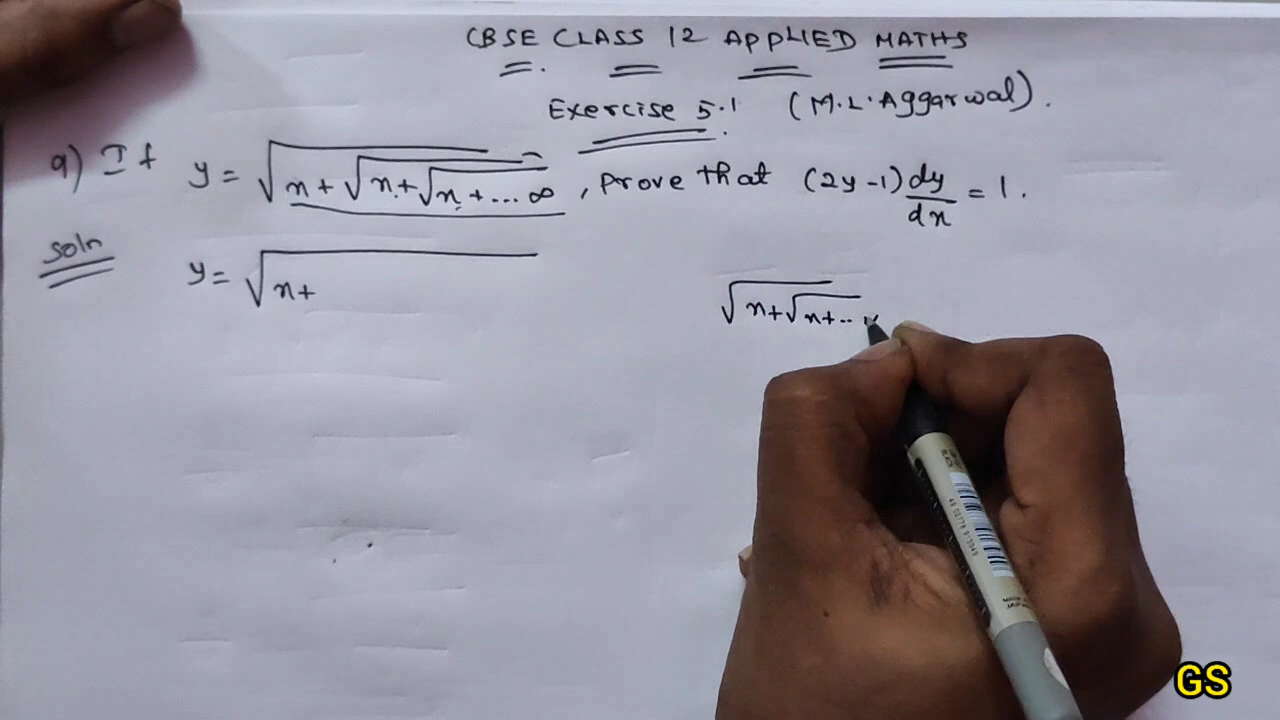 CBSE CLASS 12 APPLIED MATHS
Exercise 5.1 (M.L.Aggarwal).
9) If y = √(x + √(x + √(x + ... ∞, prove that (2y-1) dy/dx = 1.
Soln y = √(x +
√(x + √(x + ..
GS